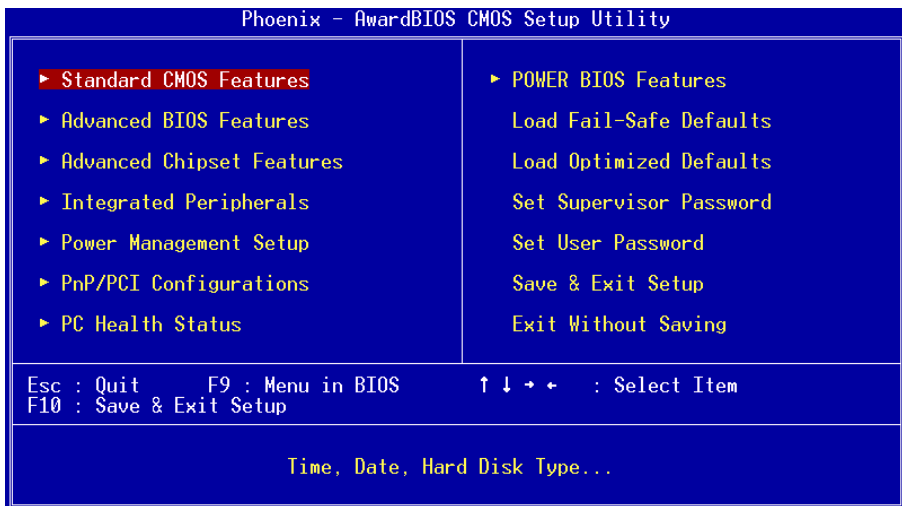 Phoenix - AwardBIOS CMOS Setup Utility
► Standard CMOS Features
► Advanced BIOS Features
► Advanced Chipset Features
► Integrated Peripherals
► Power Management Setup
► PnP/PCI Configurations
► PC Health Status
► POWER BIOS Features
Load Fail-Safe Defaults
Load Optimized Defaults
Set Supervisor Password
Set User Password
Save & Exit Setup
Exit Without Saving
Esc : Quit F9 : Menu in BIOS ↑ ↓ → ← : Select Item
F10 : Save & Exit Setup
Time, Date, Hard Disk Type...